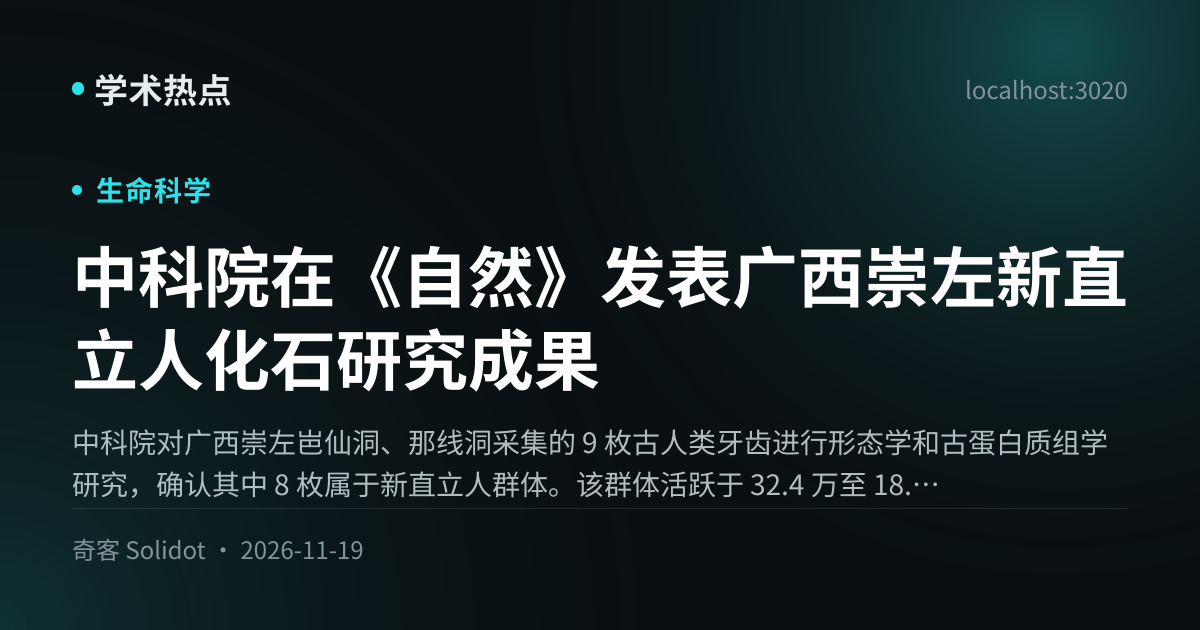 学术热点
localhost:3020
生命科学
中科院在《自然》发表广西崇左新直
立人化石研究成果
中科院对广西崇左岜仙洞、那线洞采集的 9 枚古人类牙齿进行形态学和古蛋白质组学
研究，确认其中 8 枚属于新直立人群体。该群体活跃于 32.4 万至 18.…
奇客 Solidot · 2026-11-19